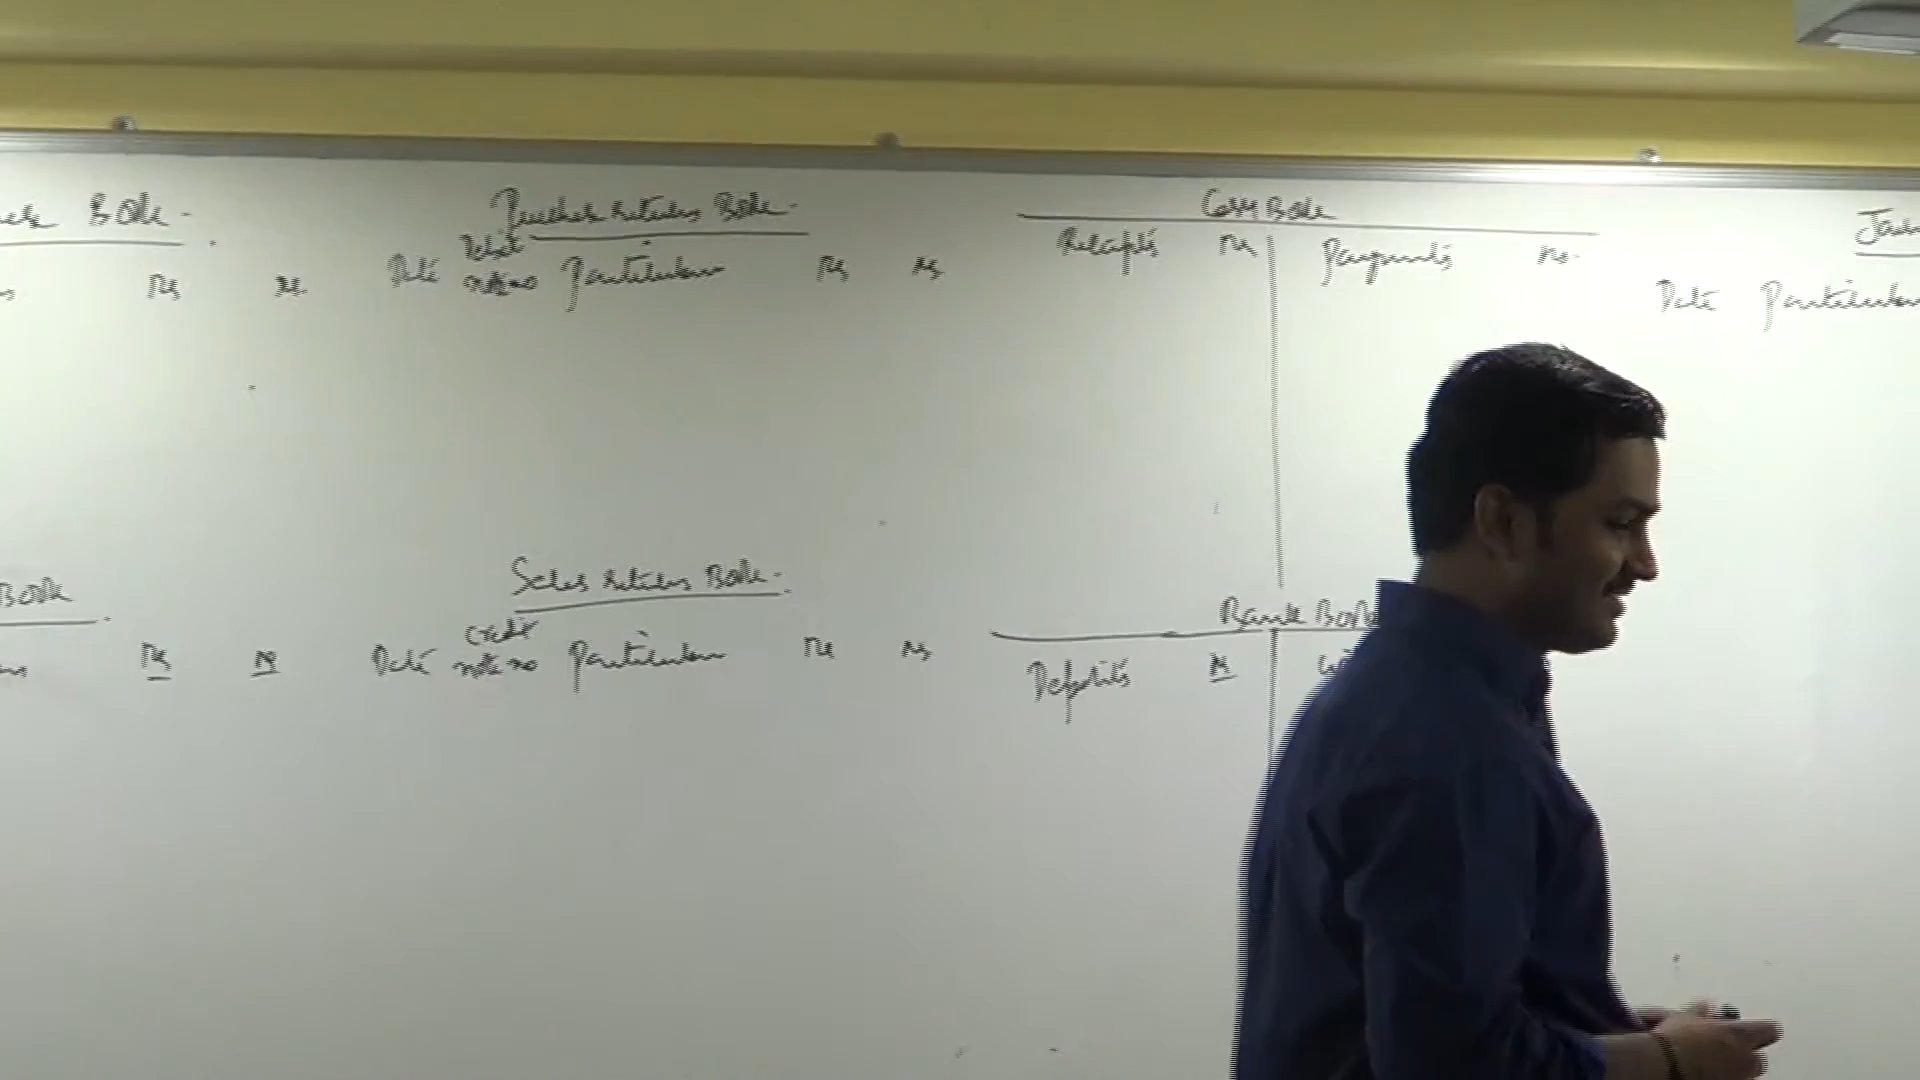 Book -
Rs Rs
Purchase returns Book -
Date Debit note no Particulars Rs Rs
Cash Book
Receipts Rs Payments Rs
Date Particulars
Book
Rs Rs
Sales returns Book -
Date Credit note no Particulars Rs Rs
Bank Book
Deposits Rs